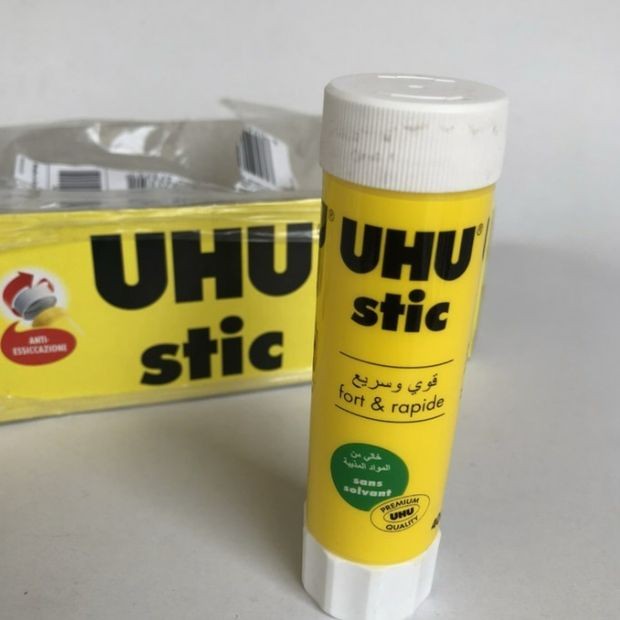 UHU®
stic
ANTI-
ESSICCAZIONE
UHU®
stic
قوي وسريع
fort & rapide
خالي من
المواد المذيبة
sans
solvant
PREMIUM
UHU
QUALITY